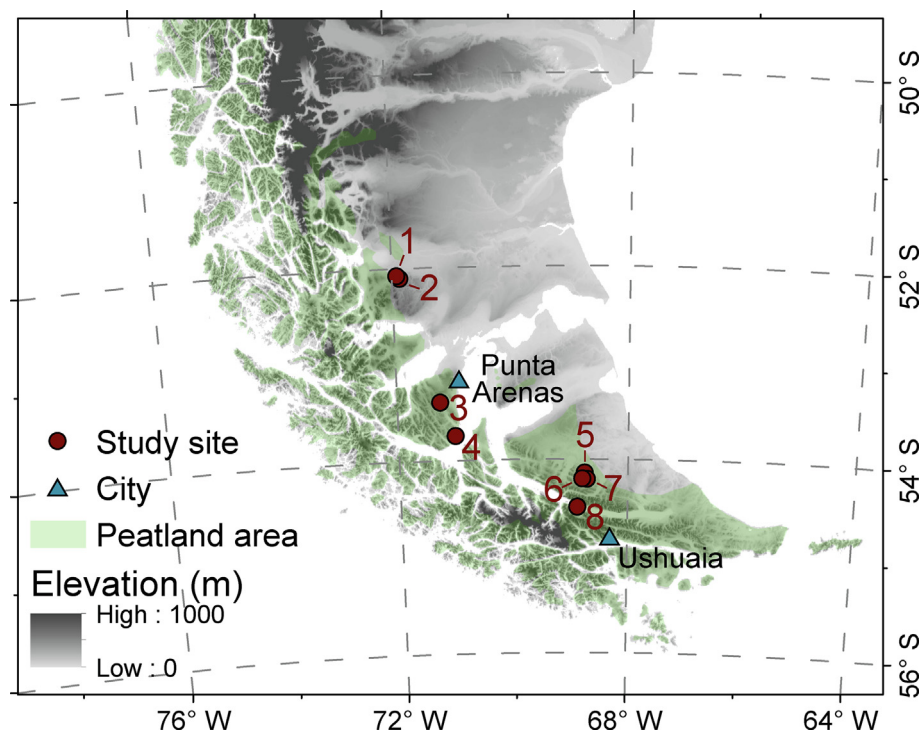 50° S
1
2
52° S
Punta
Arenas
3
Study site
4
5
54° S
City
6
7
8
Peatland area
Ushuaia
Elevation (m)
High : 1000
Low : 0
56° S
76° W
72° W
68° W
64° W